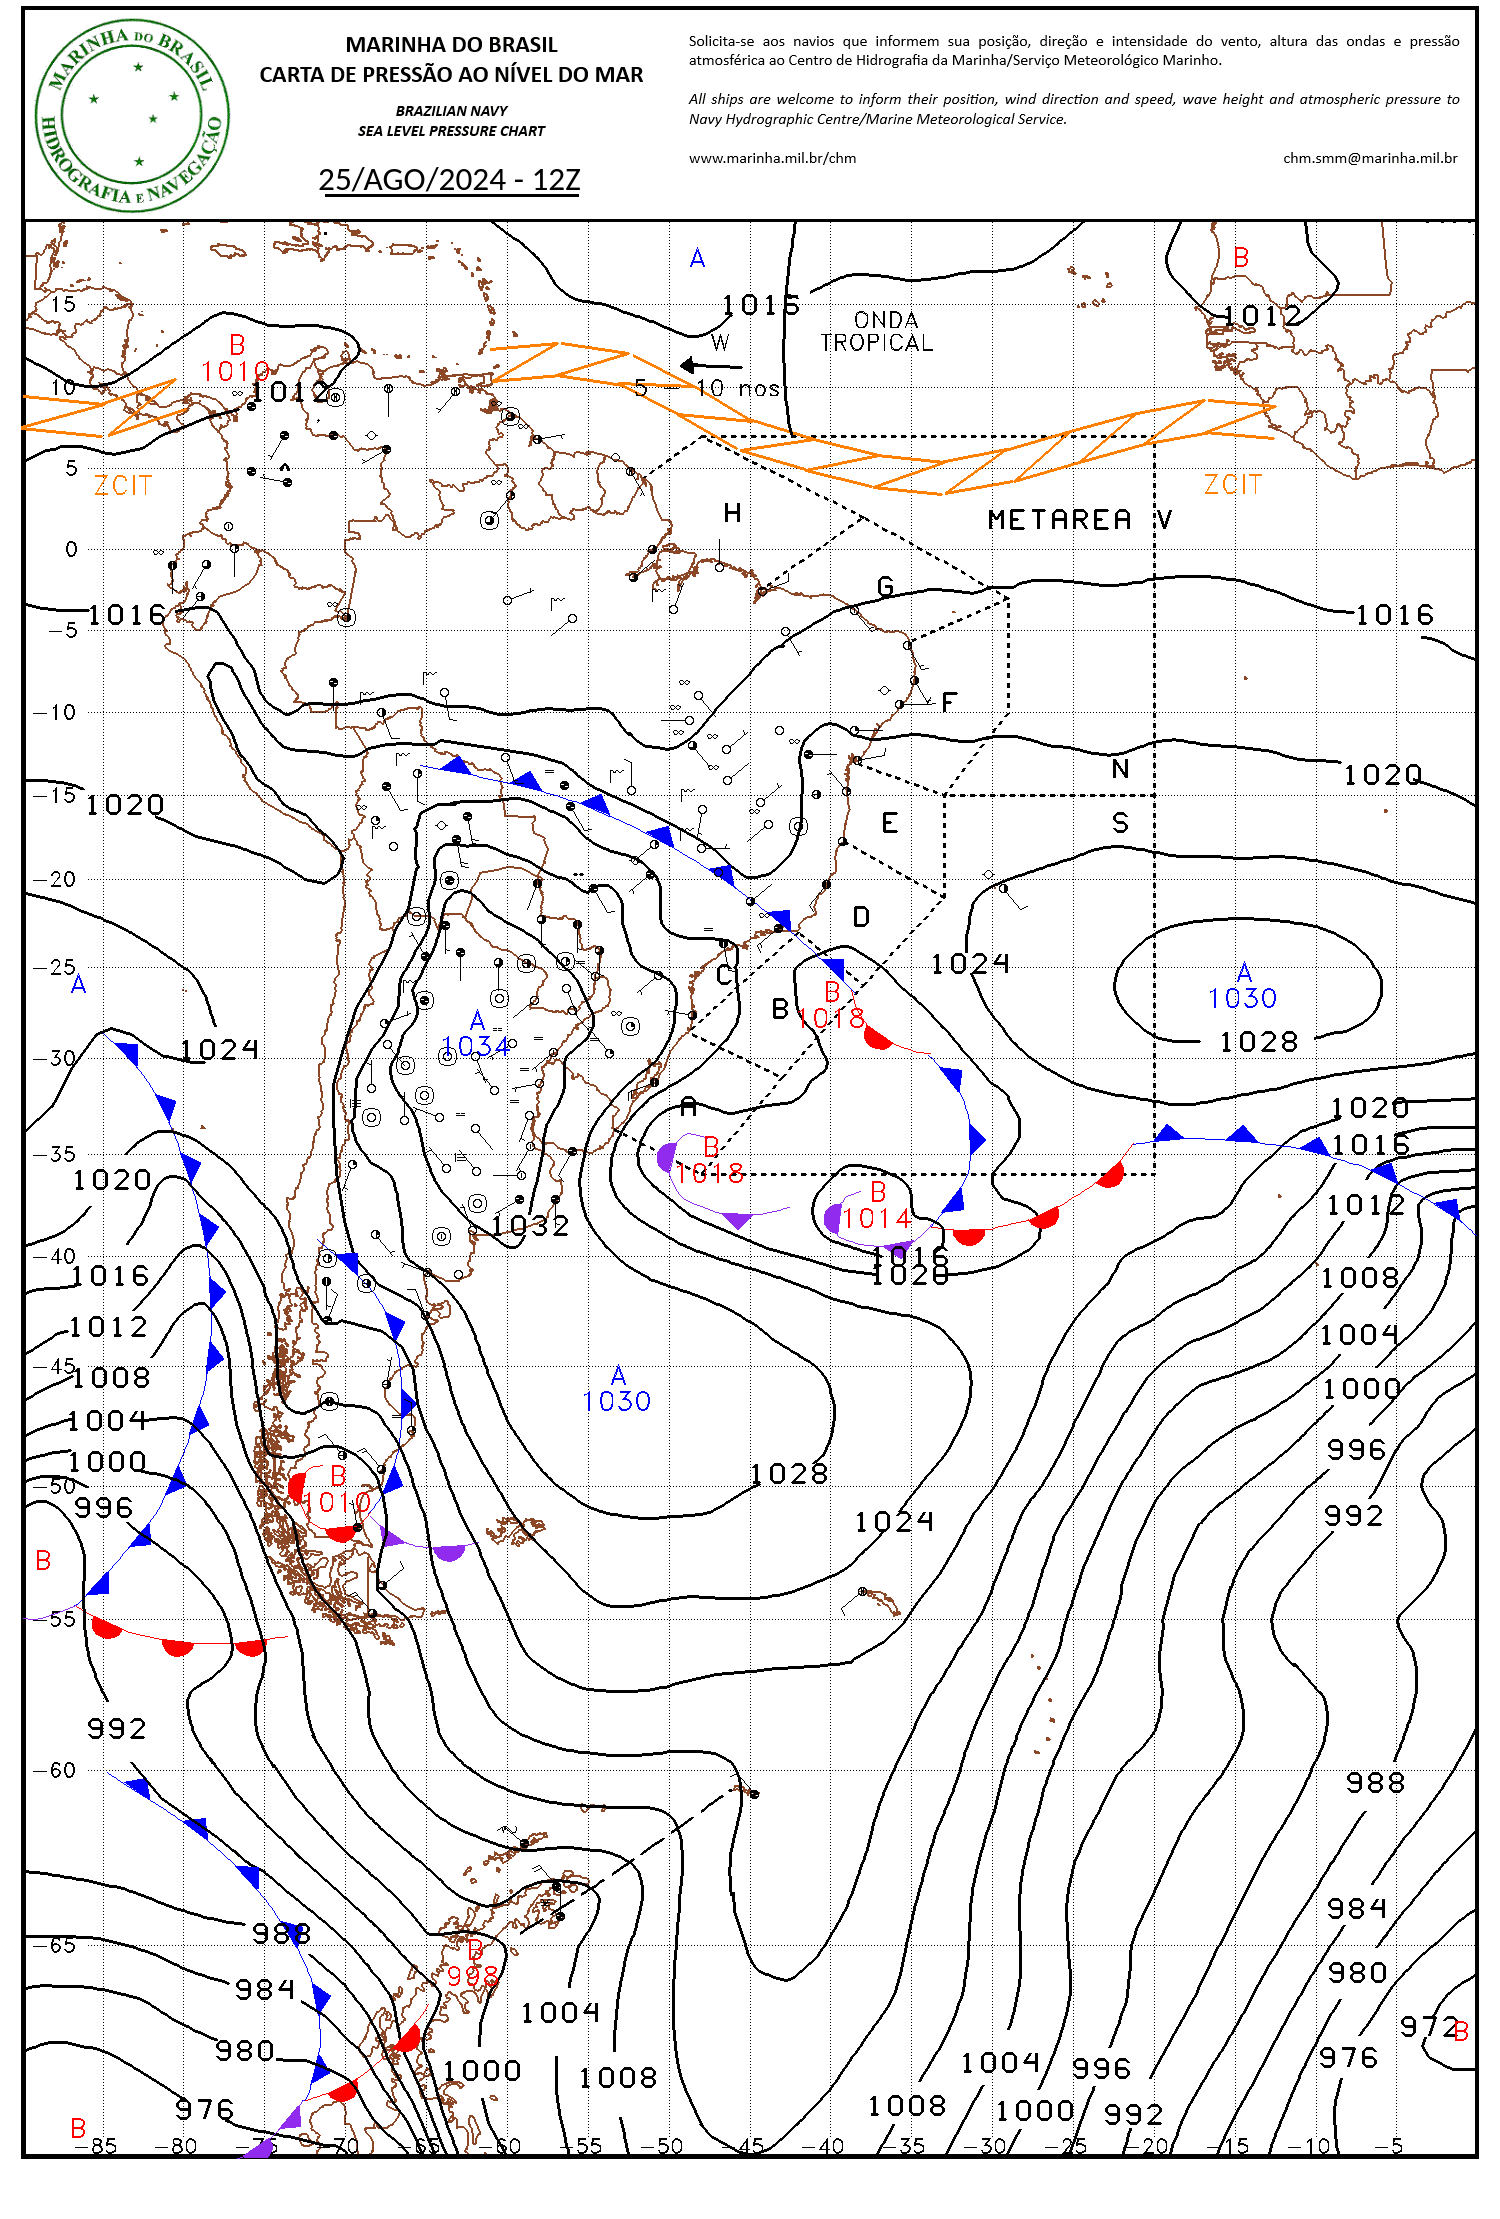 MARINHA DO BRASIL
HIDROGRAFIA E NAVEGAÇÃO
MARINHA DO BRASIL
CARTA DE PRESSÃO AO NÍVEL DO MAR
BRAZILIAN NAVY
SEA LEVEL PRESSURE CHART
25/AGO/2024 - 12Z
Solicita-se aos navios que informem sua posição, direção e intensidade do vento, altura das ondas e pressão
atmosférica ao Centro de Hidrografia da Marinha/Serviço Meteorológico Marinho.
All ships are welcome to inform their position, wind direction and speed, wave height and atmospheric pressure to
Navy Hydrographic Centre/Marine Meteorological Service.
www.marinha.mil.br/chm
chm.smm@marinha.mil.br
A
B
15
1016
1012
ONDA
TROPICAL
W
B
1010
10
1012
5 – 10 nos
5
ZCIT
ZCIT
H
METAREA V
0
G
1016
1016
−5
F
−10
N
1020
−15
1020
E
S
−20
D
1024
−25
A
C
A
1030
B
1018
B
A
1034
1024
1028
−30
A
1020
−35
B
1018
1016
1020
B
1014
1012
1032
−40
1016
1016
1020
1008
1012
1004
−45
1008
A
1030
1000
1004
996
1000
1028
−50
B
1010
996
992
1024
B
−55
992
−60
988
988
984
−65
B
998
984
980
1004
972
B
980
1000
1008
1004
996
976
976
1008
1000
992
B
−85
−80
−75
−70
−65
−60
−55
−50
−45
−40
−35
−30
−25
−20
−15
−10
−5